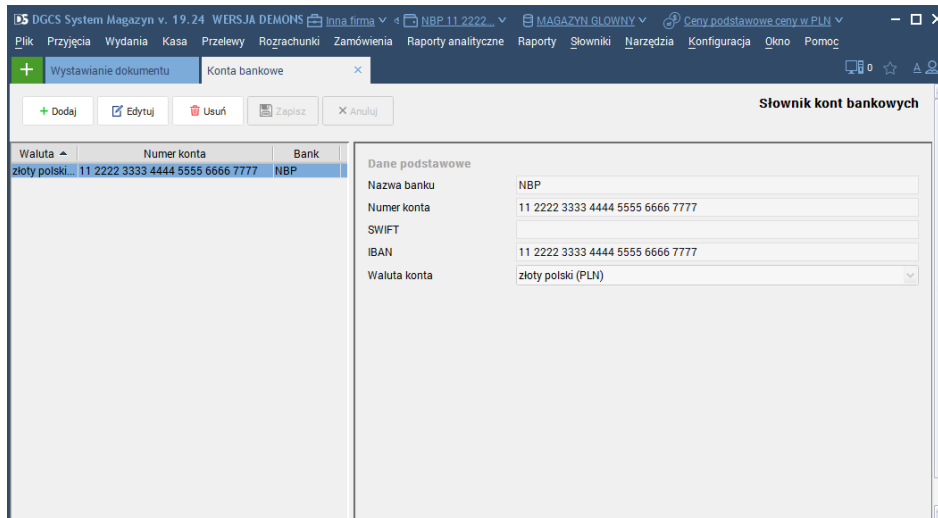 DS DGCS System Magazyn v. 19.24 WERSJA DEMONS Inna firma NBP 11 2222... MAGAZYN GLOWNY Ceny podstawowe ceny w PLN
Plik Przyjęcia Wydania Kasa Przelewy Rozrachunki Zamówienia Raporty analityczne Raporty Słowniki Narzędzia Konfiguracja Okno Pomoc
+ Wystawianie dokumentu Konta bankowe × 0 A
+ Dodaj Edytuj Usuń Zapisz × Anuluj Słownik kont bankowych
Waluta Numer konta Bank
złoty polski... 11 2222 3333 4444 5555 6666 7777 NBP
Dane podstawowe
Nazwa banku NBP
Numer konta 11 2222 3333 4444 5555 6666 7777
SWIFT
IBAN 11 2222 3333 4444 5555 6666 7777
Waluta konta złoty polski (PLN)